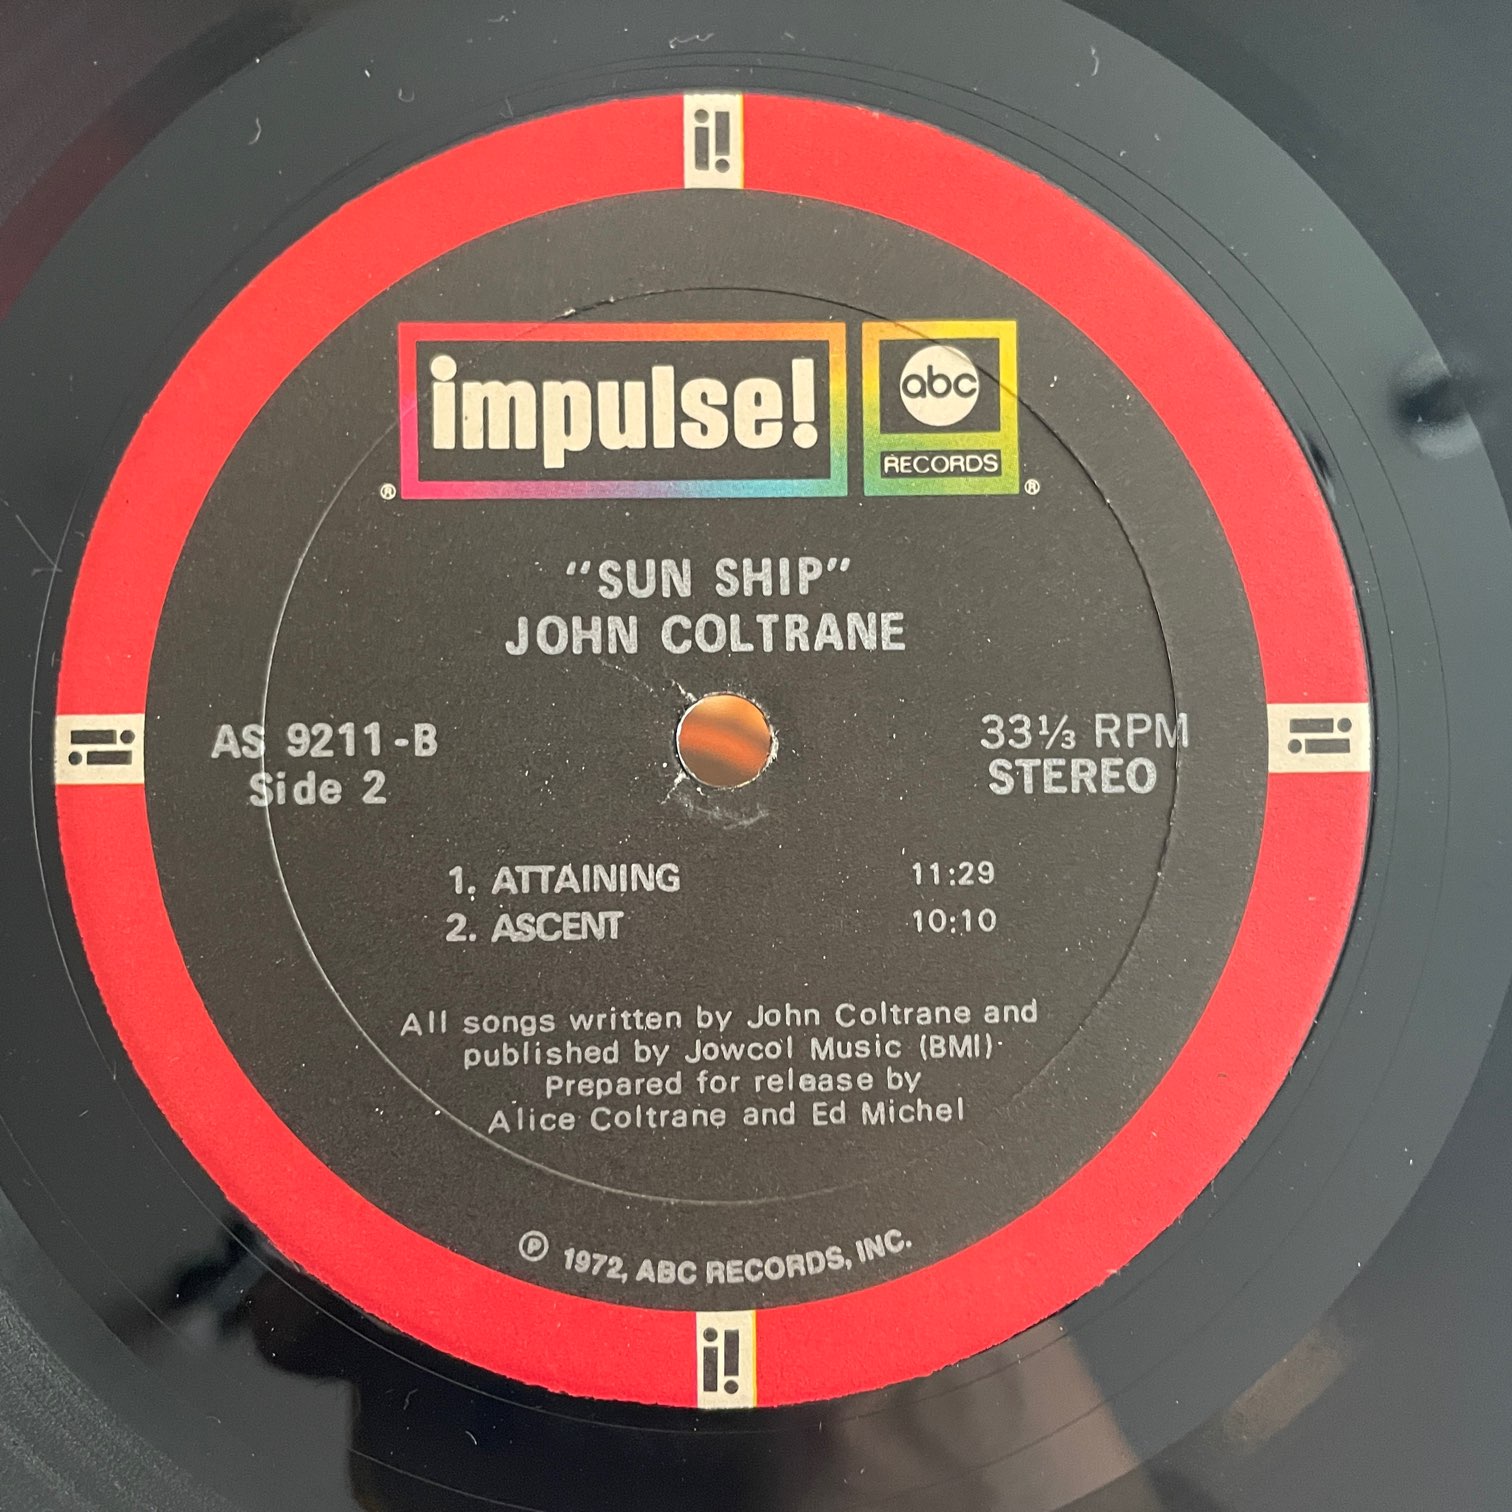 i!
impulse!
abc
RECORDS
® ®
"SUN SHIP"
JOHN COLTRANE
AS 9211-B
Side 2
33⅓ RPM
STEREO
1. ATTAINING 11:29
2. ASCENT 10:10
All songs written by John Coltrane and
published by Jowcol Music (BMI)·
Prepared for release by
Alice Coltrane and Ed Michel
℗ 1972, ABC RECORDS, INC.
i!
i!
i!